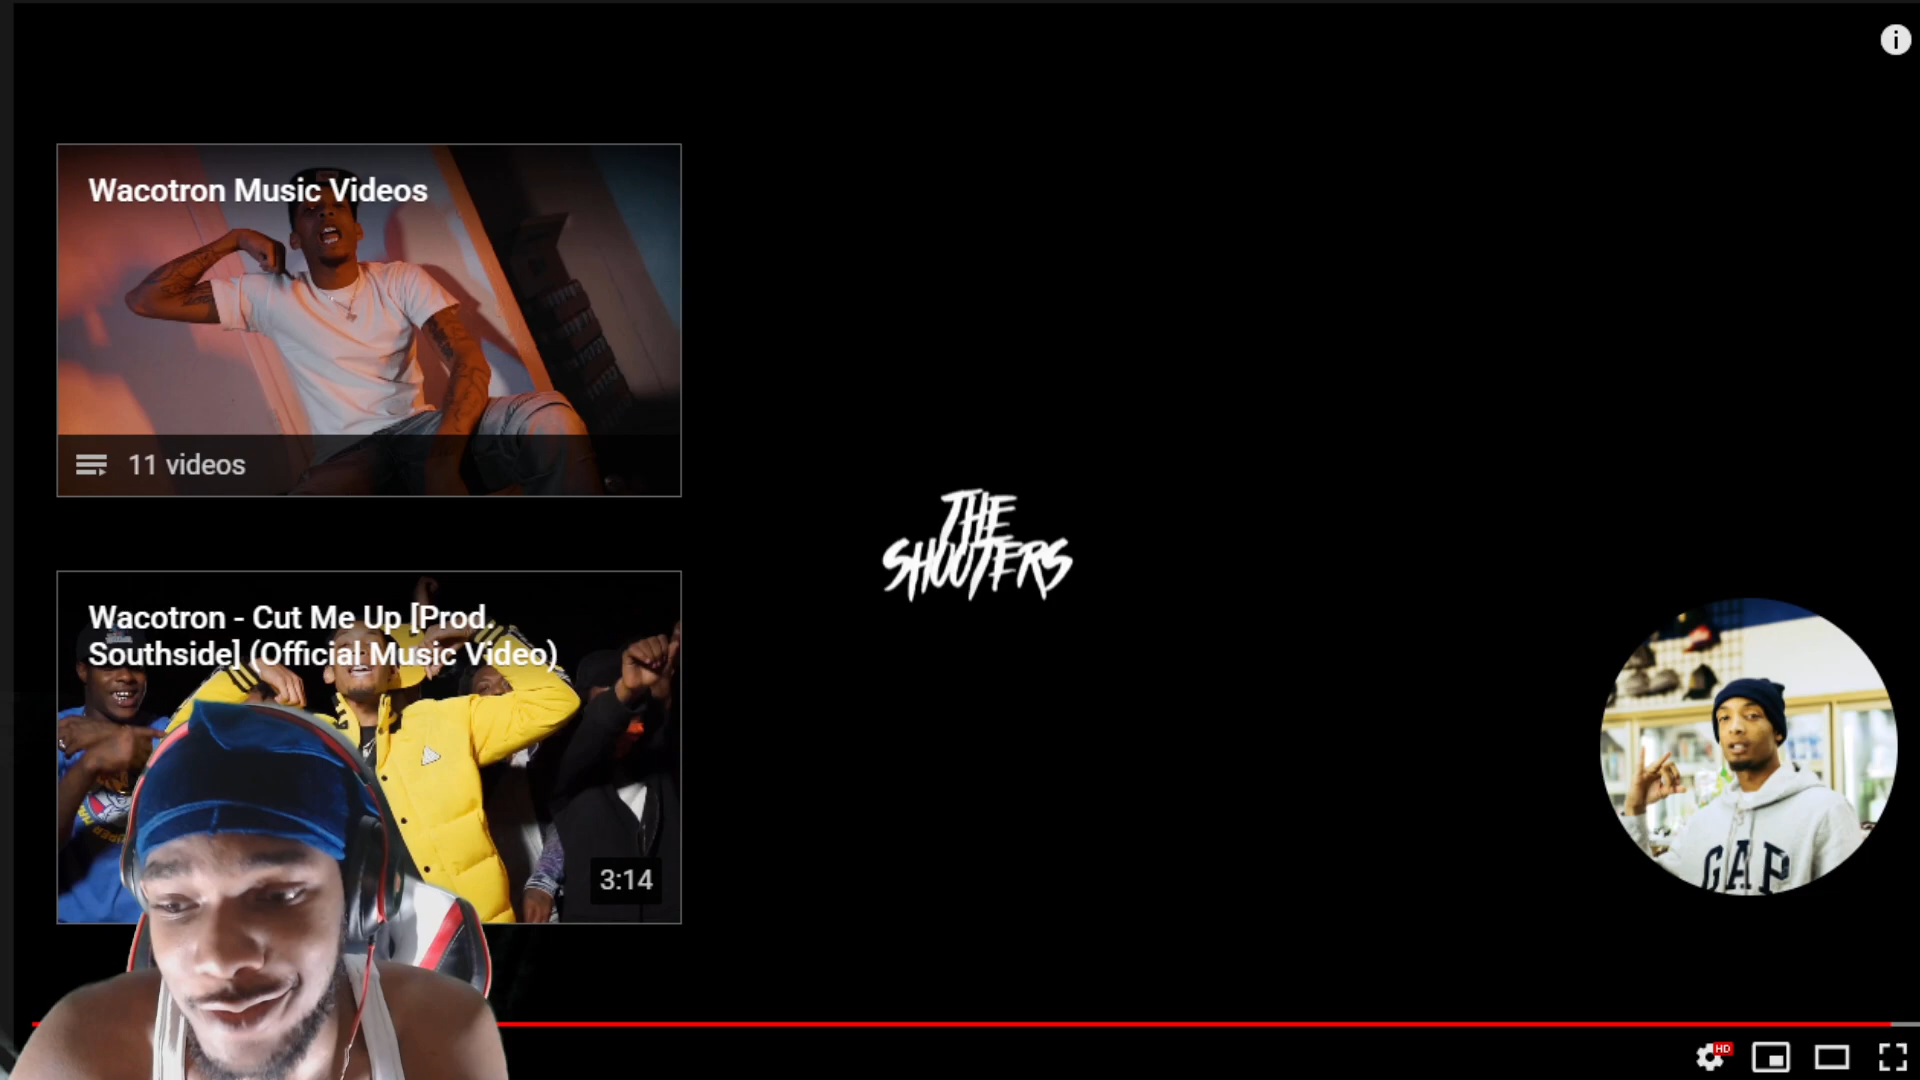 Wacotron Music Videos
11 videos
THE
SHOOTERS
Wacotron - Cut Me Up [Prod.
Southside] (Official Music Video)
3:14
GAP
HD